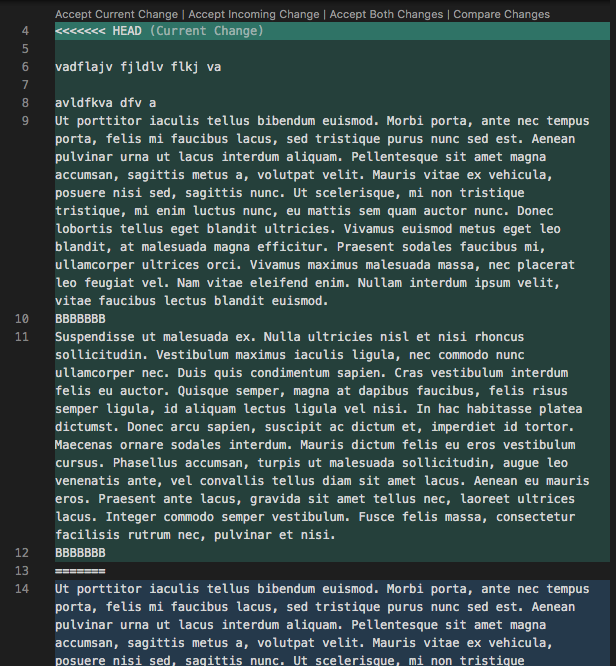 Accept Current Change | Accept Incoming Change | Accept Both Changes | Compare Changes
4 <<<<<<< HEAD (Current Change)
5
6 vadflajv fjldlv flkj va
7
8 avldfkva dfv a
9 Ut porttitor iaculis tellus bibendum euismod. Morbi porta, ante nec tempus
porta, felis mi faucibus lacus, sed tristique purus nunc sed est. Aenean
pulvinar urna ut lacus interdum aliquam. Pellentesque sit amet magna
accumsan, sagittis metus a, volutpat velit. Mauris vitae ex vehicula,
posuere nisi sed, sagittis nunc. Ut scelerisque, mi non tristique
tristique, mi enim luctus nunc, eu mattis sem quam auctor nunc. Donec
lobortis tellus eget blandit ultricies. Vivamus euismod metus eget leo
blandit, at malesuada magna efficitur. Praesent sodales faucibus mi,
ullamcorper ultrices orci. Vivamus maximus malesuada massa, nec placerat
leo feugiat vel. Nam vitae eleifend enim. Nullam interdum ipsum velit,
vitae faucibus lectus blandit euismod.
10 BBBBBBB
11 Suspendisse ut malesuada ex. Nulla ultricies nisl et nisi rhoncus
sollicitudin. Vestibulum maximus iaculis ligula, nec commodo nunc
ullamcorper nec. Duis quis condimentum sapien. Cras vestibulum interdum
felis eu auctor. Quisque semper, magna at dapibus faucibus, felis risus
semper ligula, id aliquam lectus ligula vel nisi. In hac habitasse platea
dictumst. Donec arcu sapien, suscipit ac dictum et, imperdiet id tortor.
Maecenas ornare sodales interdum. Mauris dictum felis eu eros vestibulum
cursus. Phasellus accumsan, turpis ut malesuada sollicitudin, augue leo
venenatis ante, vel convallis tellus diam sit amet lacus. Aenean eu mauris
eros. Praesent ante lacus, gravida sit amet tellus nec, laoreet ultrices
lacus. Integer commodo semper vestibulum. Fusce felis massa, consectetur
facilisis rutrum nec, pulvinar et nisi.
12 BBBBBBB
13 =======
14 Ut porttitor iaculis tellus bibendum euismod. Morbi porta, ante nec tempus
porta, felis mi faucibus lacus, sed tristique purus nunc sed est. Aenean
pulvinar urna ut lacus interdum aliquam. Pellentesque sit amet magna
accumsan, sagittis metus a, volutpat velit. Mauris vitae ex vehicula,
posuere nisi sed, sagittis nunc. Ut scelerisque, mi non tristique